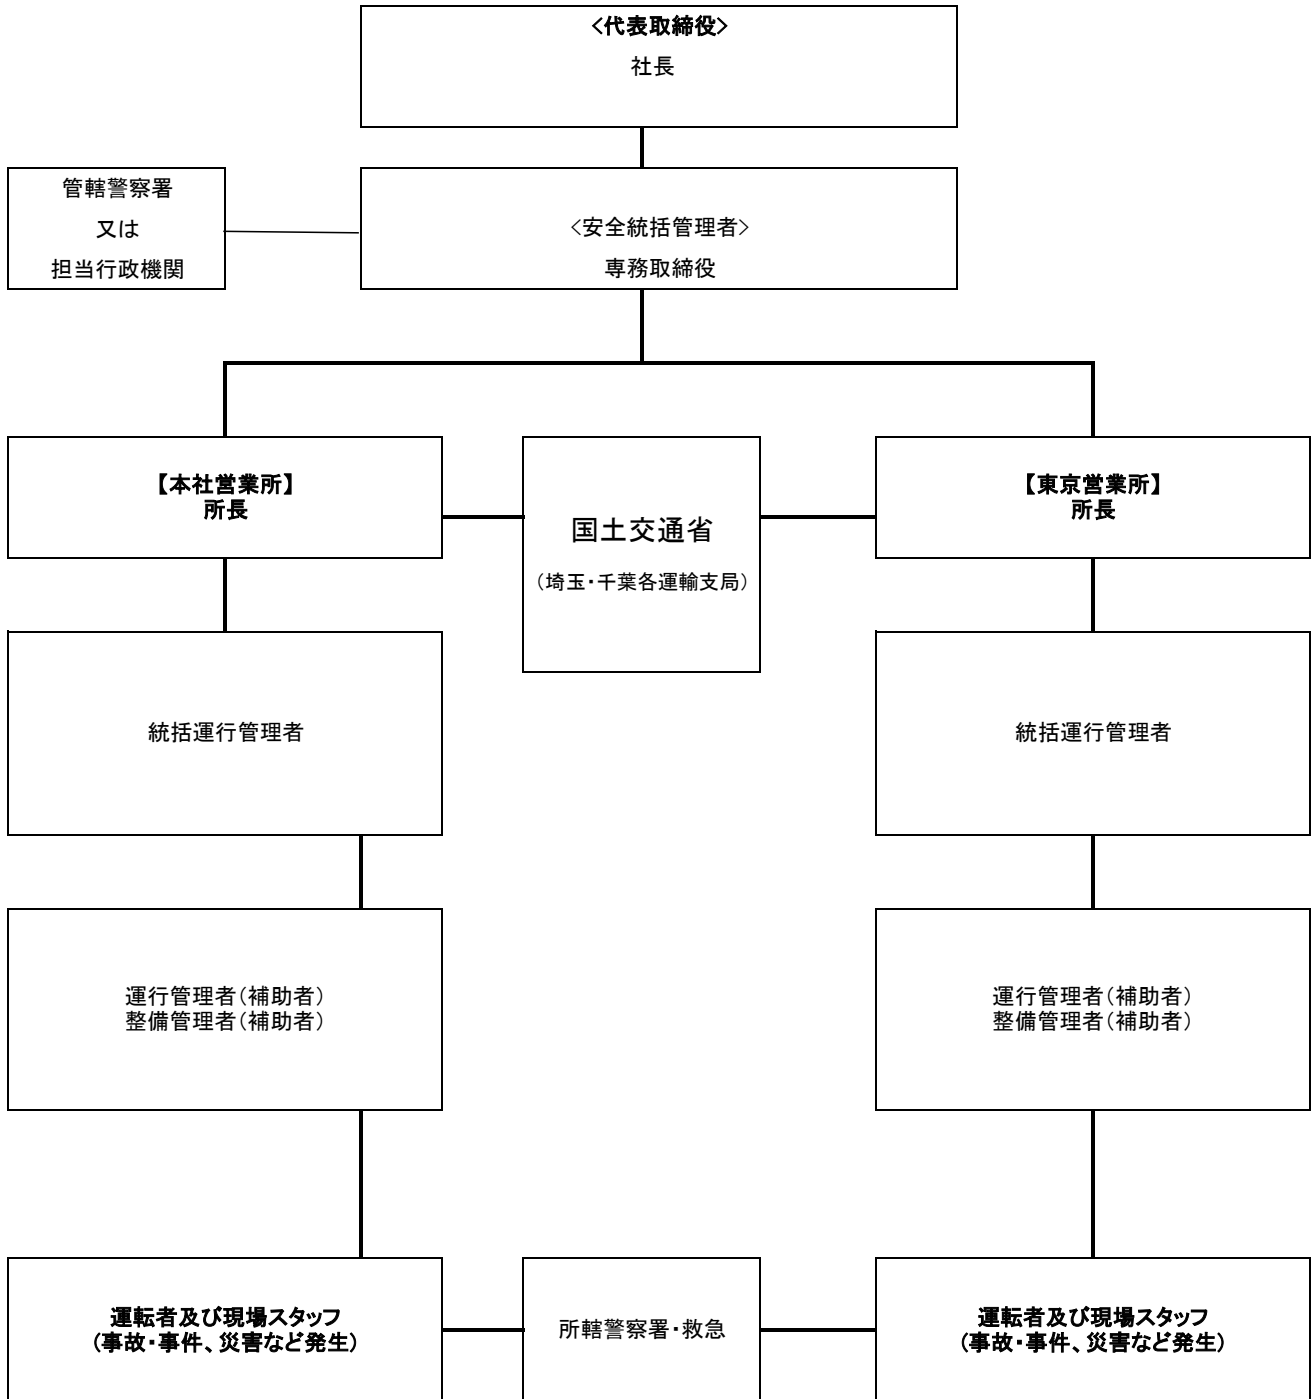 <代表取締役>
社長
管轄警察署
又は
担当行政機関
<安全統括管理者>
専務取締役
【本社営業所】
所長
国土交通省
（埼玉・千葉各運輸支局）
【東京営業所】
所長
統括運行管理者
統括運行管理者
運行管理者（補助者）
整備管理者（補助者）
運行管理者（補助者）
整備管理者（補助者）
運転者及び現場スタッフ
（事故・事件、災害など発生）
所轄警察署・救急
運転者及び現場スタッフ
（事故・事件、災害など発生）